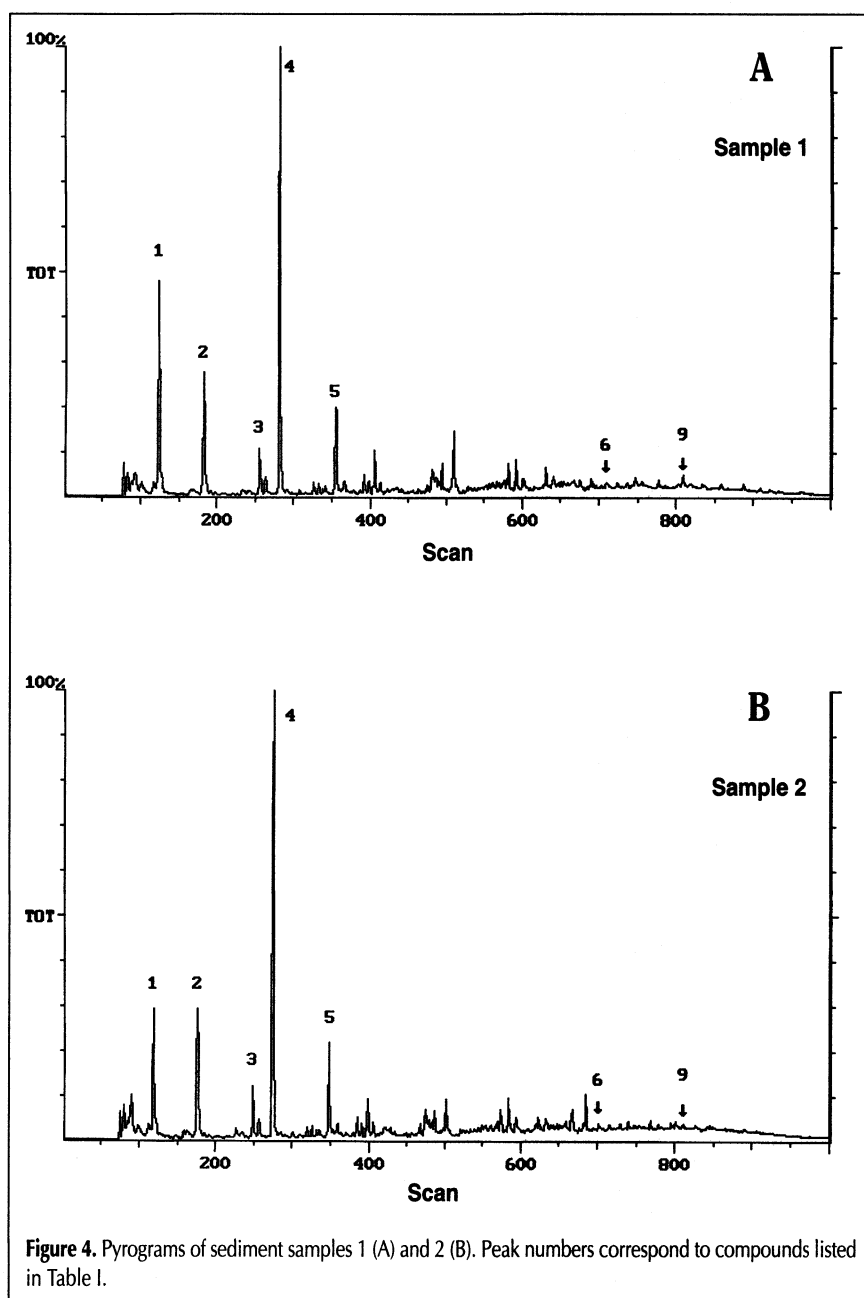 100%
A
4
Sample 1
1
TOT
2
5
3
6
9
200
400
600
800
Scan
100%
B
4
Sample 2
TOT
1
2
5
3
6
9
200
400
600
800
Scan
Figure 4. Pyrograms of sediment samples 1 (A) and 2 (B). Peak numbers correspond to compounds listed
in Table I.